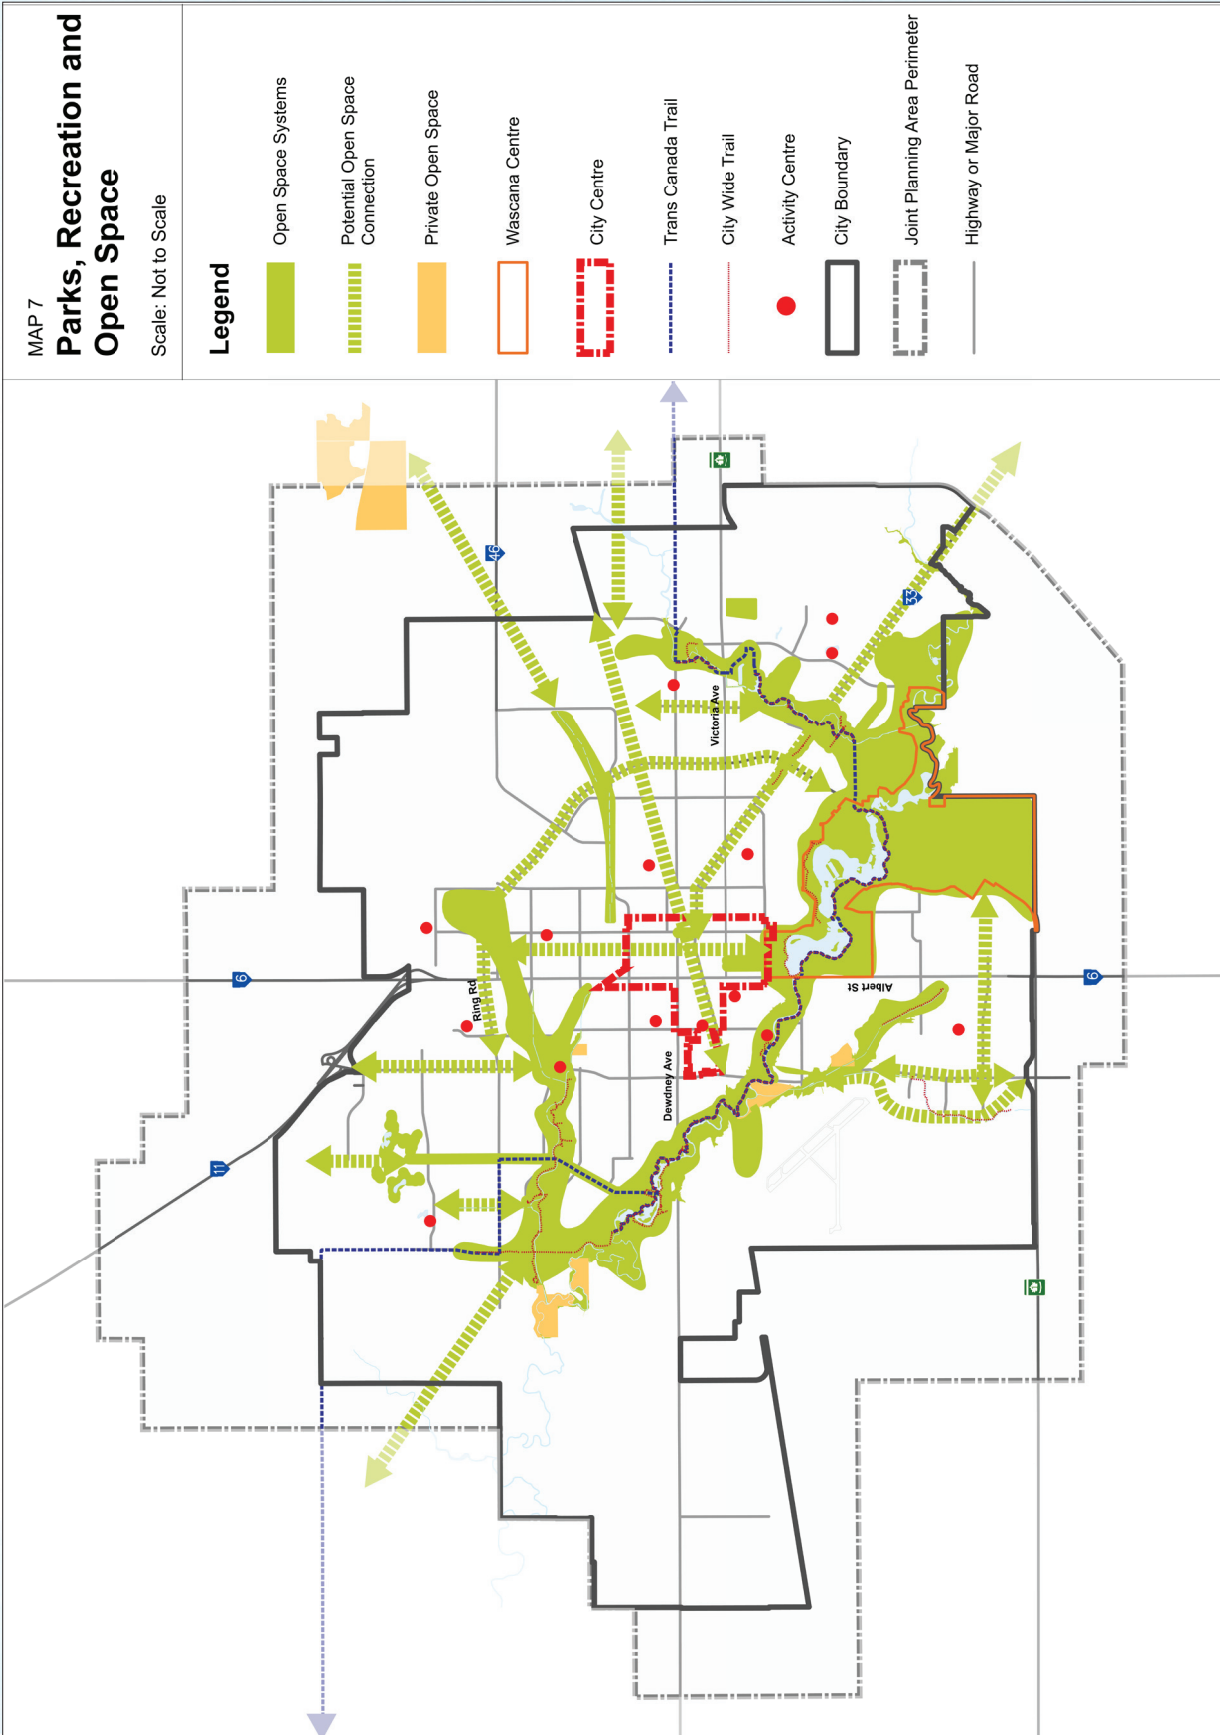 MAP 7
Parks, Recreation and
Open Space
Scale: Not to Scale
Legend
Open Space Systems
Potential Open Space
Connection
Private Open Space
Wascana Centre
City Centre
Trans Canada Trail
City Wide Trail
Activity Centre
City Boundary
Joint Planning Area Perimeter
Highway or Major Road
46
33
Victoria Ave
6
Ring Rd
Albert St
6
Dewdney Ave
11
1
1